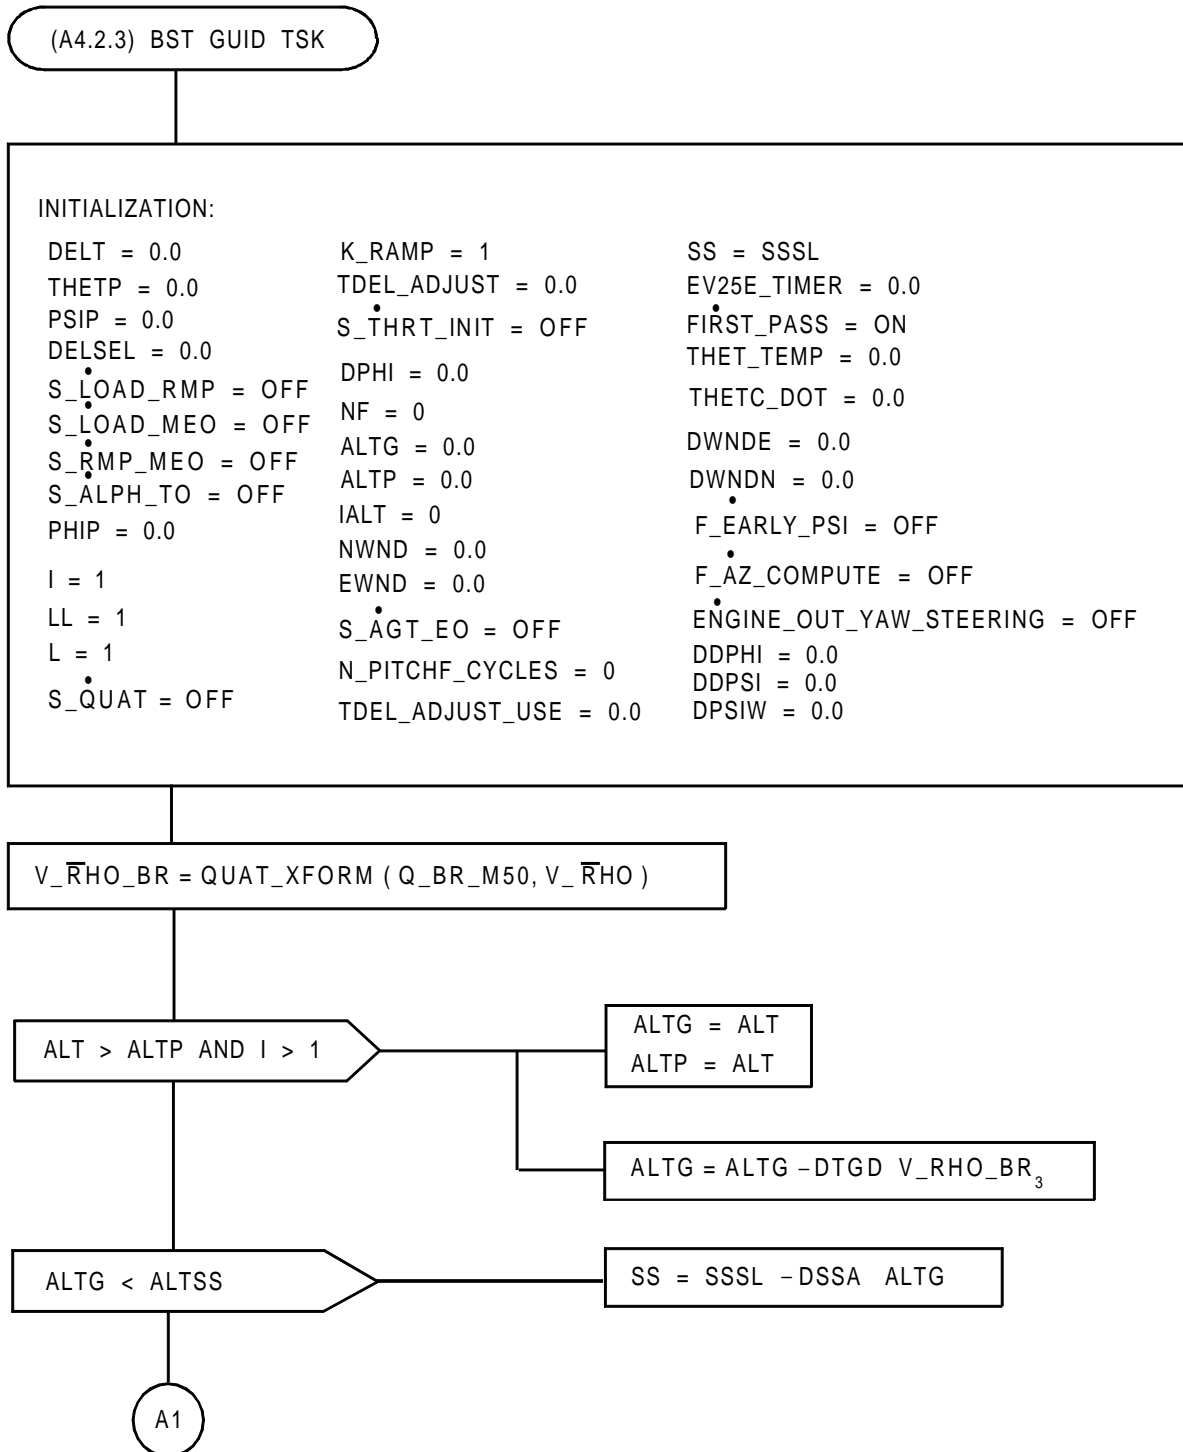 (A4.2.3) BST GUID TSK
INITIALIZATION:
DELT = 0.0
THETP = 0.0
PSIP = 0.0
DELSEL = 0.0
S_LOAD_RMP = OFF
S_LOAD_MEO = OFF
S_RMP_MEO = OFF
S_ALPH_TO = OFF
PHIP = 0.0
I = 1
LL = 1
L = 1
S_QUAT = OFF
K_RAMP = 1
TDEL_ADJUST = 0.0
S_THRT_INIT = OFF
DPHI = 0.0
NF = 0
ALTG = 0.0
ALTP = 0.0
IALT = 0
NWND = 0.0
EWND = 0.0
S_AGT_EO = OFF
N_PITCHF_CYCLES = 0
TDEL_ADJUST_USE = 0.0
SS = SSSL
EV25E_TIMER = 0.0
FIRST_PASS = ON
THET_TEMP = 0.0
THETC_DOT = 0.0
DWNDE = 0.0
DWNDN = 0.0
F_EARLY_PSI = OFF
F_AZ_COMPUTE = OFF
ENGINE_OUT_YAW_STEERING = OFF
DDPHI = 0.0
DDPSI = 0.0
DPSIW = 0.0
V_R̅HO_BR = QUAT_XFORM ( Q_BR_M50, V_R̅HO )
ALT > ALTP AND I > 1
ALTG = ALT
ALTP = ALT
ALTG = ALTG – DTGD V_RHO_BR₃
ALTG < ALTSS
SS = SSSL – DSSA ALTG
A1